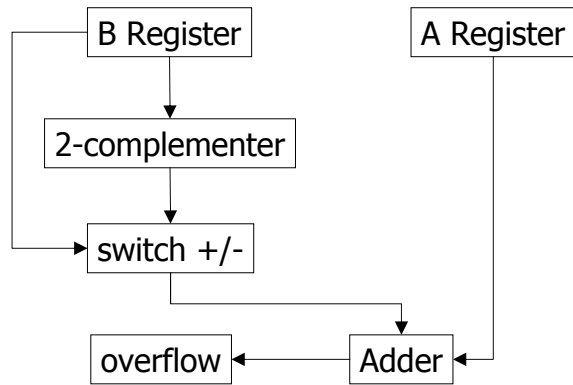 B Register
A Register
2-complementer
switch +/-
overflow
Adder